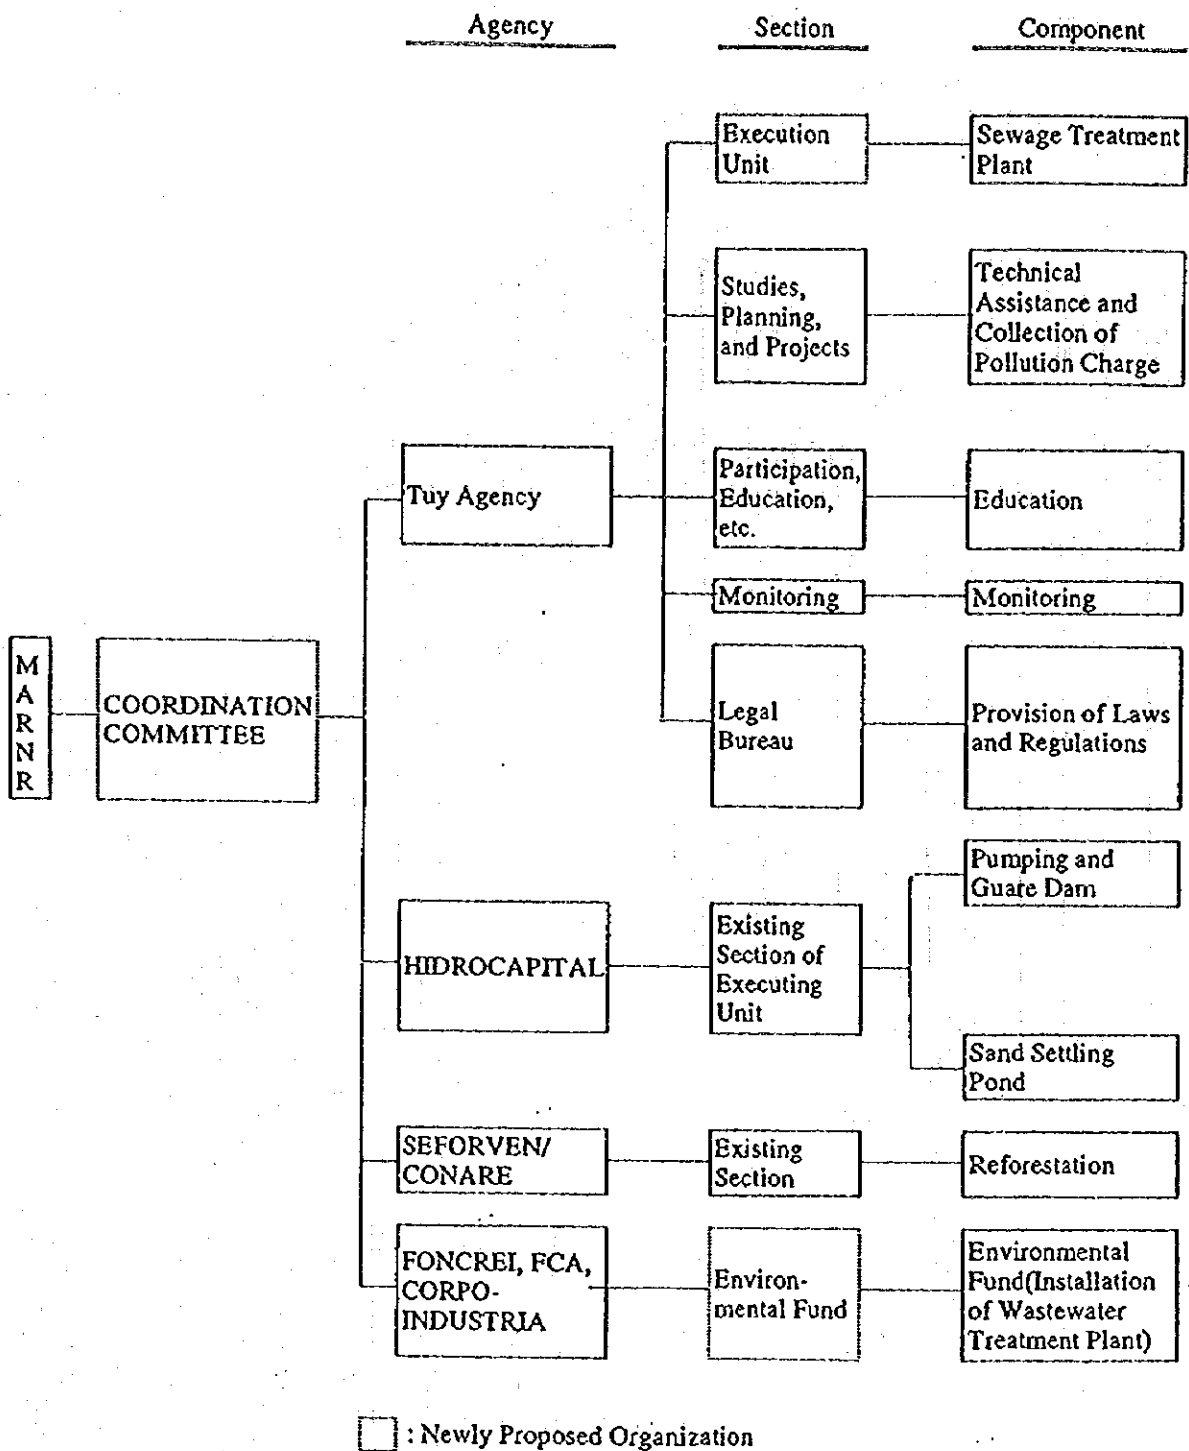 Agency
Section
Component
Execution
Unit
Sewage Treatment
Plant
Studies,
Planning,
and Projects
Technical
Assistance and
Collection of
Pollution Charge
Tuy Agency
Participation,
Education,
etc.
Education
Monitoring
Monitoring
M
A
R
N
R
COORDINATION
COMMITTEE
Legal
Bureau
Provision of Laws
and Regulations
Pumping and
Guare Dam
HIDROCAPITAL
Existing
Section of
Executing
Unit
Sand Settling
Pond
SEFORVEN/
CONARE
Existing
Section
Reforestation
FONCREI, FCA,
CORPO-
INDUSTRIA
Environ-
mental Fund
Environmental
Fund(Installation
of Wastewater
Treatment Plant)
: Newly Proposed Organization